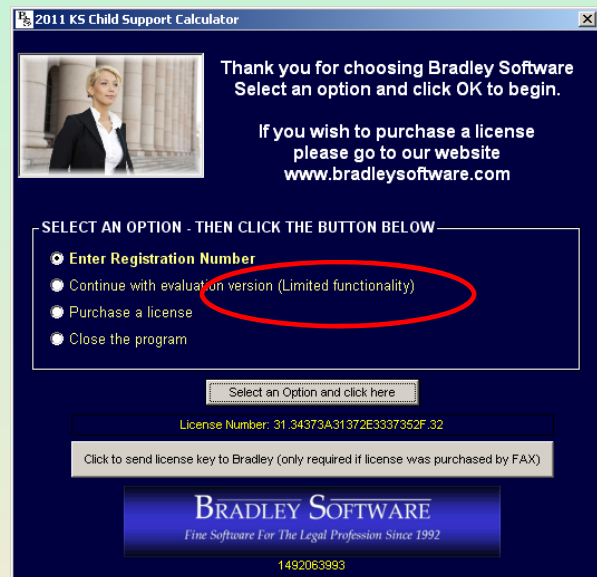 2011 KS Child Support Calculator
Thank you for choosing Bradley Software
Select an option and click OK to begin.
If you wish to purchase a license
please go to our website
www.bradleysoftware.com
SELECT AN OPTION - THEN CLICK THE BUTTON BELOW
Enter Registration Number
Continue with evaluation version (Limited functionality)
Purchase a license
Close the program
Select an Option and click here
License Number: 31.34373A31372E3337352F.32
Click to send license key to Bradley (only required if license was purchased by FAX)
BRADLEY SOFTWARE
Fine Software For The Legal Profession Since 1992
1492063993